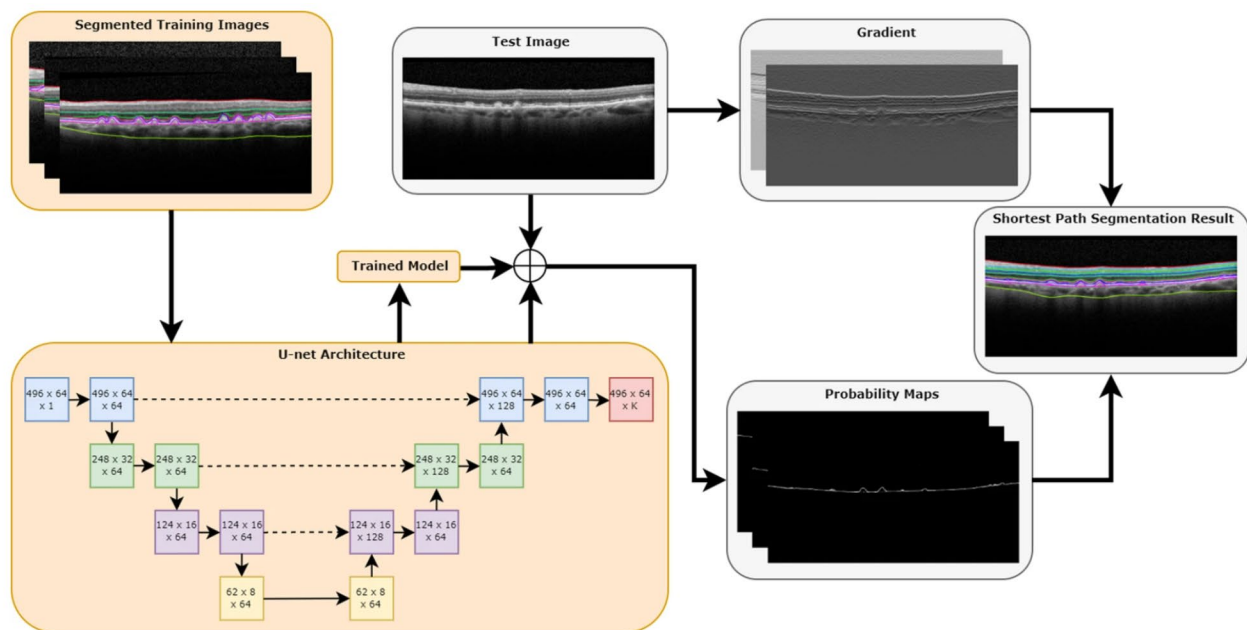 Segmented Training Images
Test Image
Gradient
Shortest Path Segmentation Result
Trained Model
U-net Architecture
496 x 64
x 1
496 x 64
x 64
496 x 64
x 128
496 x 64
x 64
496 x 64
x K
248 x 32
x 64
248 x 32
x 64
248 x 32
x 128
248 x 32
x 64
124 x 16
x 64
124 x 16
x 64
124 x 16
x 128
124 x 16
x 64
62 x 8
x 64
62 x 8
x 64
Probability Maps